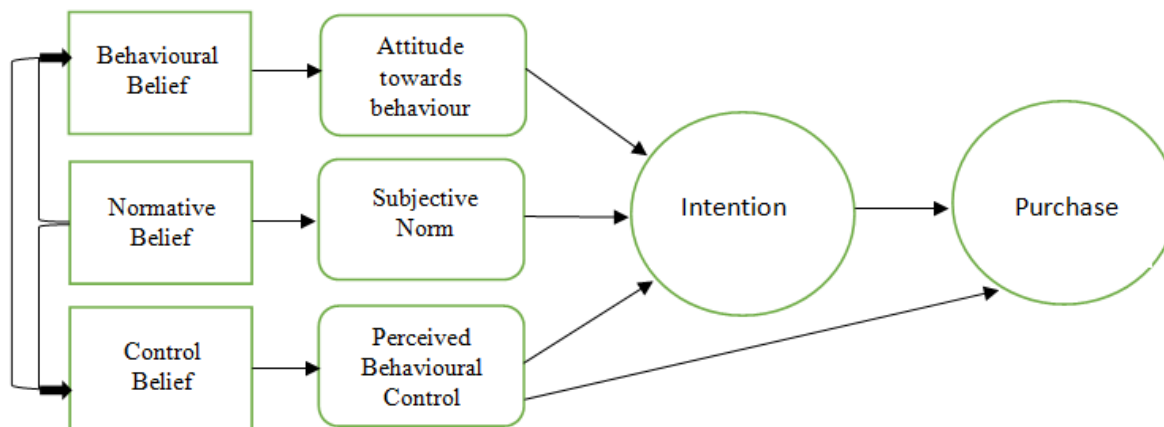 Behavioural
Belief
Attitude
towards
behaviour
Normative
Belief
Subjective
Norm
Intention
Purchase
Control
Belief
Perceived
Behavioural
Control